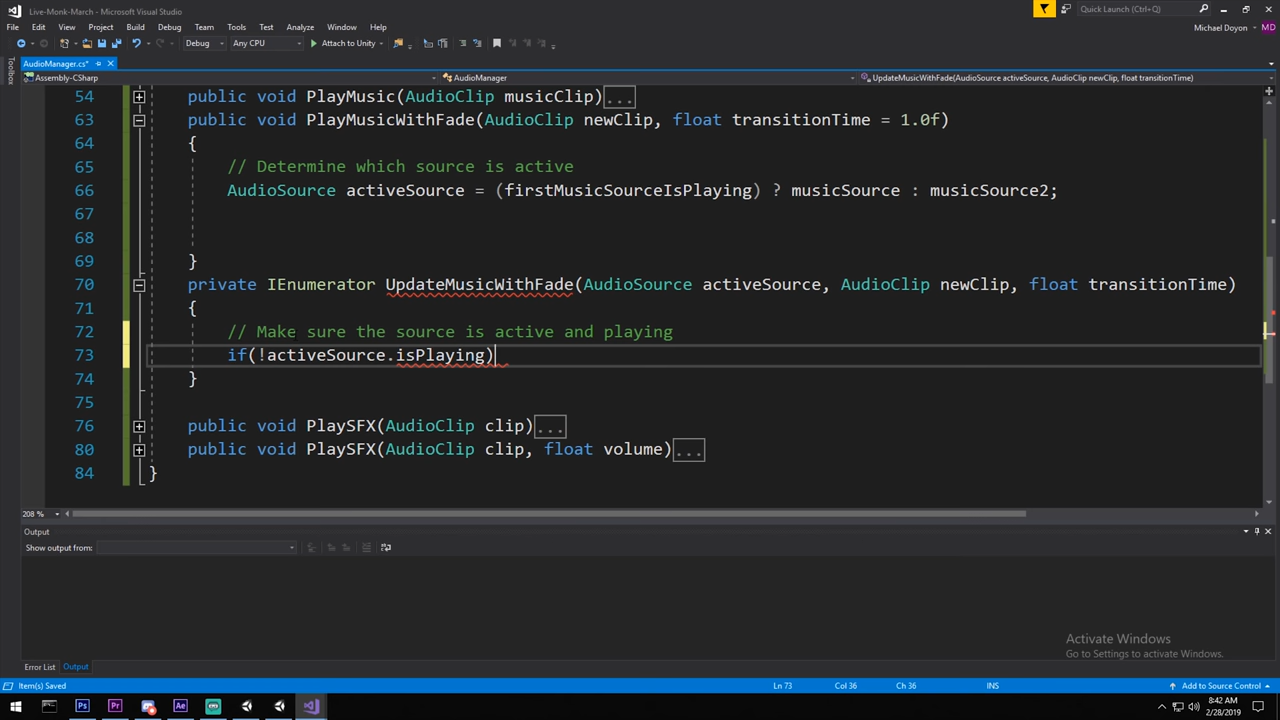 Live-Monk-March - Microsoft Visual Studio
Quick Launch (Ctrl+Q)
File Edit View Project Build Debug Team Tools Test Analyze Window Help
Michael Doyon MD
Debug Any CPU Attach to Unity
Toolbox
AudioManager.cs*
Assembly-CSharp AudioManager UpdateMusicWithFade(AudioSource activeSource, AudioClip newClip, float transitionTime)
54 public void PlayMusic(AudioClip musicClip)...
63 public void PlayMusicWithFade(AudioClip newClip, float transitionTime = 1.0f)
64 {
65 // Determine which source is active
66 AudioSource activeSource = (firstMusicSourceIsPlaying) ? musicSource : musicSource2;
67
68
69 }
70 private IEnumerator UpdateMusicWithFade(AudioSource activeSource, AudioClip newClip, float transitionTime)
71 {
72 // Make sure the source is active and playing
73 if(!activeSource.isPlaying)
74 }
75
76 public void PlaySFX(AudioClip clip)...
80 public void PlaySFX(AudioClip clip, float volume)...
84 }
208 %
Output
Show output from:
Activate Windows
Go to Settings to activate Windows.
Error List Output
Item(s) Saved Ln 73 Col 36 Ch 36 INS Add to Source Control
Ps Pr Ae
8:42 AM
2/28/2019